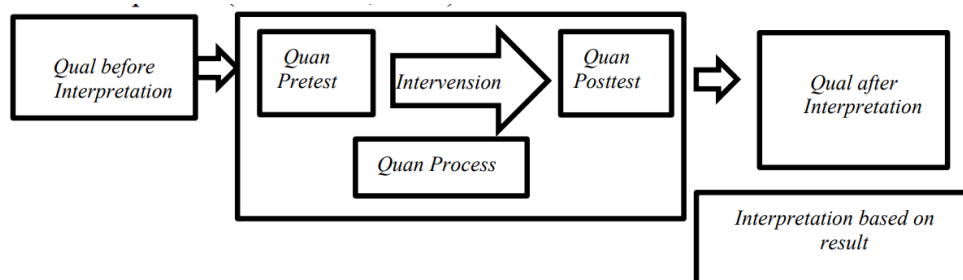 Qual before
Interpretation
Quan
Pretest
Intervension
Quan
Posttest
Quan Process
Qual after
Interpretation
Interpretation based on
result